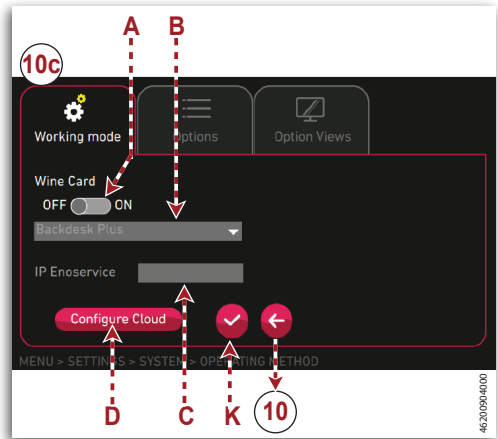 A B
10c
Working mode Options Option Views
Wine Card
OFF ON
Backdesk Plus
IP Enoservice
Configure Cloud
MENU > SETTINGS > SYSTEM > OPERATING METHOD
D C K 10
46200904000